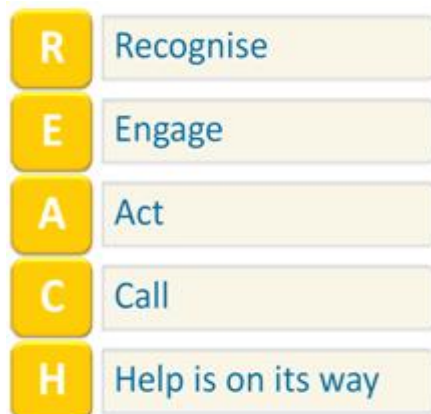 R Recognise
E Engage
A Act
C Call
H Help is on its way